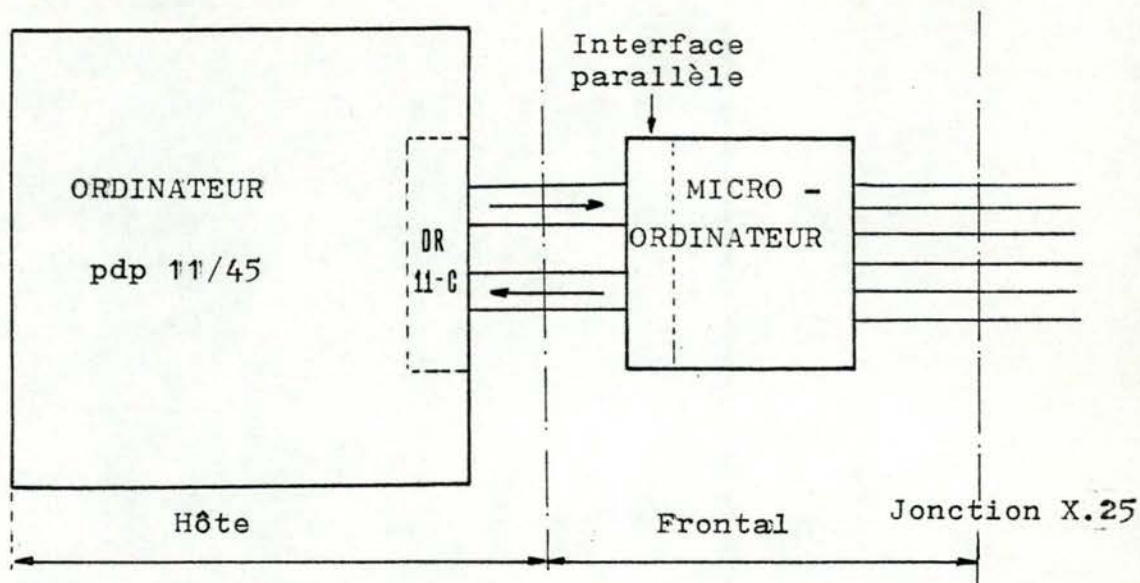 Interface
parallèle
ORDINATEUR
pdp 11/45
DR
11-C
MICRO -
ORDINATEUR
Hôte
Frontal
Jonction X.25